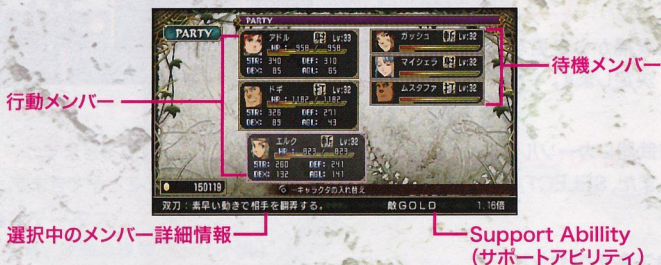 PARTY
PARTY
アドル 斬 Lv:33
HP : 958 / 958
STR: 340 DEF: 310
DEX: 85 AGL: 65
ドギ 打 Lv:32
HP : 1182 / 1182
STR: 326 DEF: 271
DEX: 89 AGL: 43
エルク 斬 Lv:32
HP : 823 / 823
STR: 260 DEF: 241
DEX: 132 AGL: 141
ガッシュ 斬 Lv:32
マイシェラ 射 Lv:32
ムスタファ Lv:32
150119
…キャラクタの入れ替え
双刀：素早い動きで相手を翻弄する。 敵GOLD 1.16倍
行動メンバー
待機メンバー
選択中のメンバー詳細情報
Support Abillity
(サポートアビリティ)